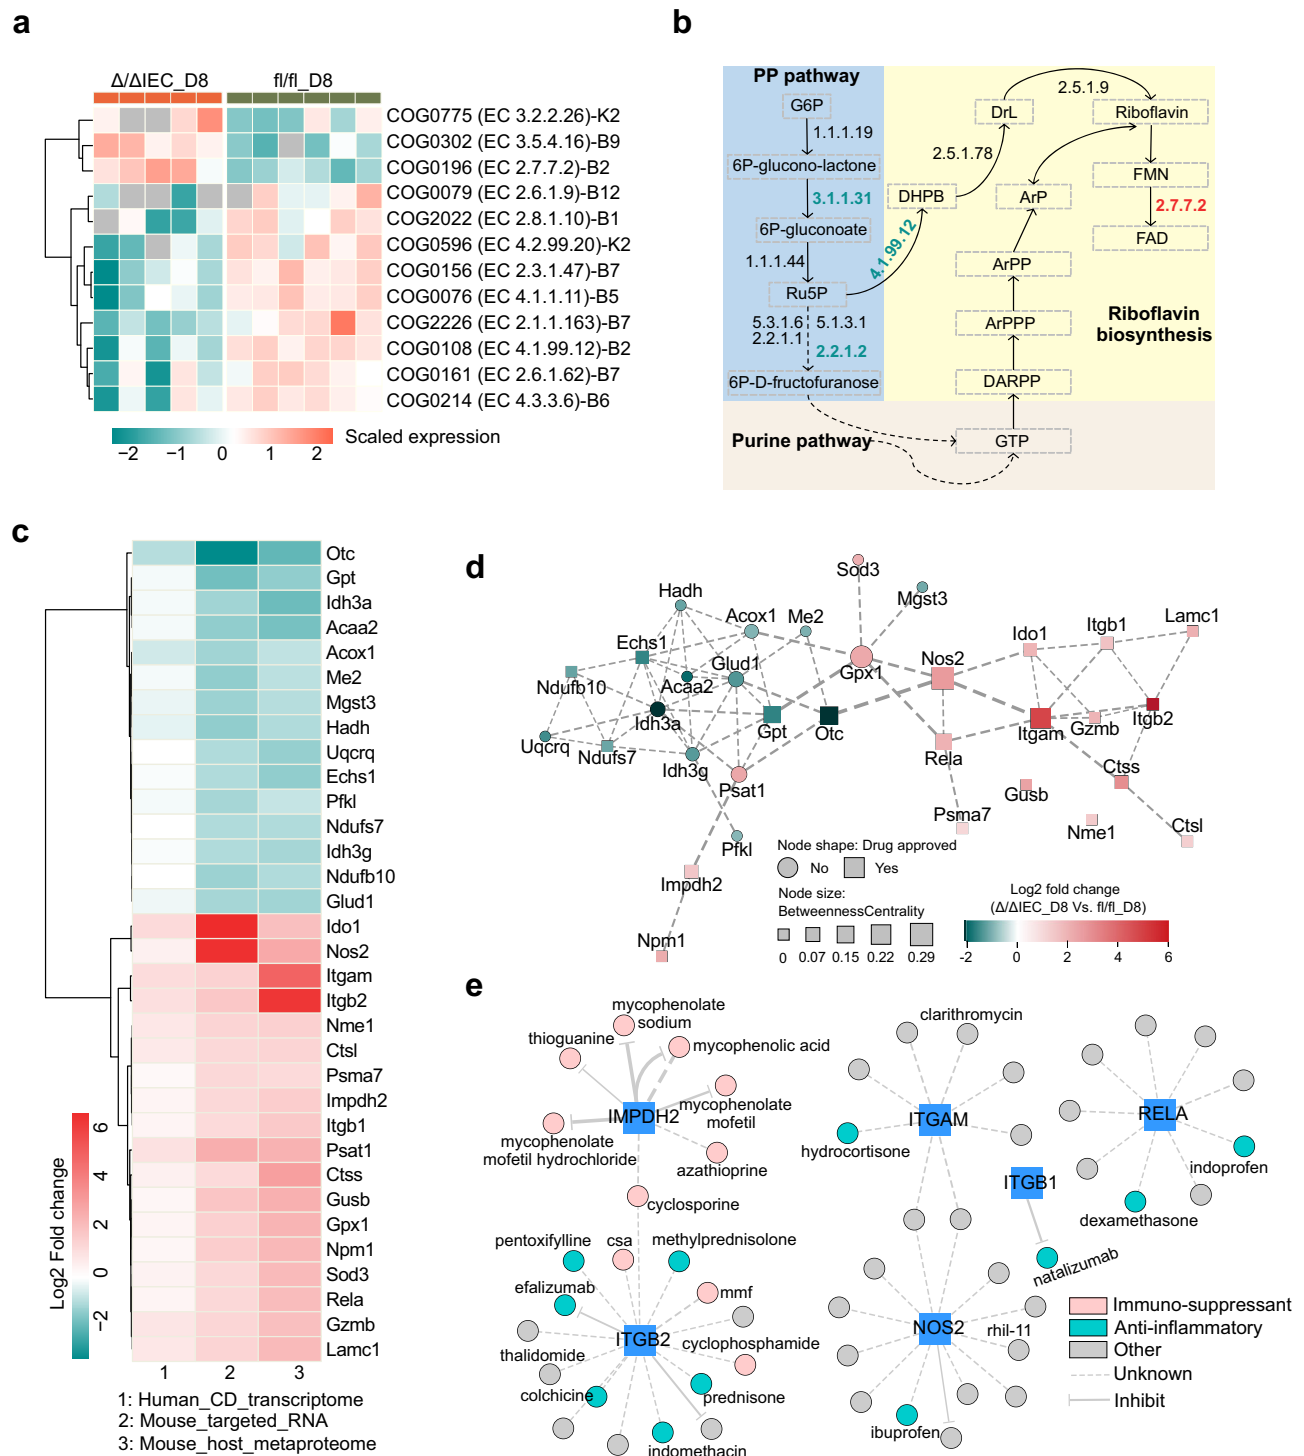 a
Δ/ΔIEC_D8 fl/fl_D8
COG0775 (EC 3.2.2.26)-K2
COG0302 (EC 3.5.4.16)-B9
COG0196 (EC 2.7.7.2)-B2
COG0079 (EC 2.6.1.9)-B12
COG2022 (EC 2.8.1.10)-B1
COG0596 (EC 4.2.99.20)-K2
COG0156 (EC 2.3.1.47)-B7
COG0076 (EC 4.1.1.11)-B5
COG2226 (EC 2.1.1.163)-B7
COG0108 (EC 4.1.99.12)-B2
COG0161 (EC 2.6.1.62)-B7
COG0214 (EC 4.3.3.6)-B6
Scaled expression
−2 −1 0 1 2
b
PP pathway
G6P
1.1.1.19
6P-glucono-lactone
3.1.1.31
6P-gluconoate
1.1.1.44
Ru5P
5.3.1.6 5.1.3.1
2.2.1.1
2.2.1.2
6P-D-fructofuranose
4.1.99.12
DHPB
2.5.1.78
DrL
2.5.1.9
Riboflavin
FMN
2.7.7.2
FAD
ArP
ArPP
ArPPP
DARPP
Riboflavin
biosynthesis
Purine pathway
GTP
c
Otc
Gpt
Idh3a
Acaa2
Acox1
Me2
Mgst3
Hadh
Uqcrq
Echs1
Pfkl
Ndufs7
Idh3g
Ndufb10
Glud1
Ido1
Nos2
Itgam
Itgb2
Nme1
Ctsl
Psma7
Impdh2
Itgb1
Psat1
Ctss
Gusb
Gpx1
Npm1
Sod3
Rela
Gzmb
Lamc1
Log2 Fold change
6
4
2
0
−2
1 2 3
1: Human_CD_transcriptome
2: Mouse_targeted_RNA
3: Mouse_host_metaproteome
d
Sod3
Mgst3
Hadh
Acox1
Me2
Echs1
Glud1
Gpx1
Nos2
Ido1
Itgb1
Lamc1
Ndufb10
Acaa2
Idh3a
Gpt
Otc
Itgam
Gzmb
Itgb2
Uqcrq
Ndufs7
Idh3g
Psat1
Rela
Ctss
Gusb
Psma7
Nme1
Ctsl
Pfkl
Impdh2
Npm1
Node shape: Drug approved
No Yes
Node size:
BetweennessCentrality
0 0.07 0.15 0.22 0.29
Log2 fold change
(Δ/ΔIEC_D8 Vs. fl/fl_D8)
-2 0 2 4 6
e
mycophenolate
sodium
thioguanine
mycophenolic acid
IMPDH2
mycophenolate
mofetil
mycophenolate
mofetil hydrochloride
azathioprine
cyclosporine
pentoxifylline
csa
methylprednisolone
efalizumab
mmf
ITGB2
cyclophosphamide
thalidomide
colchicine
prednisone
indomethacin
clarithromycin
ITGAM
hydrocortisone
RELA
indoprofen
dexamethasone
ITGB1
natalizumab
NOS2
rhil-11
ibuprofen
Immuno-suppressant
Anti-inflammatory
Other
Unknown
Inhibit